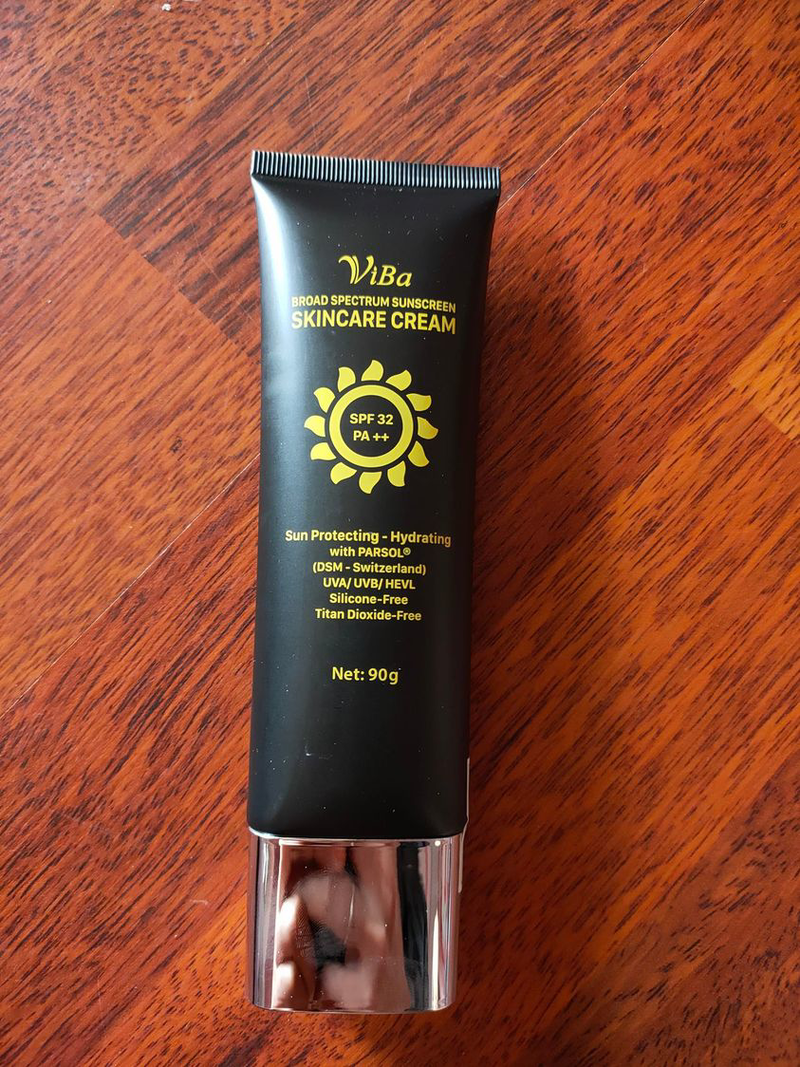 ViBa
BROAD SPECTRUM SUNSCREEN
SKINCARE CREAM
SPF 32
PA ++
Sun Protecting - Hydrating
with PARSOL®
(DSM - Switzerland)
UVA/ UVB/ HEVL
Silicone-Free
Titan Dioxide-Free
Net: 90g